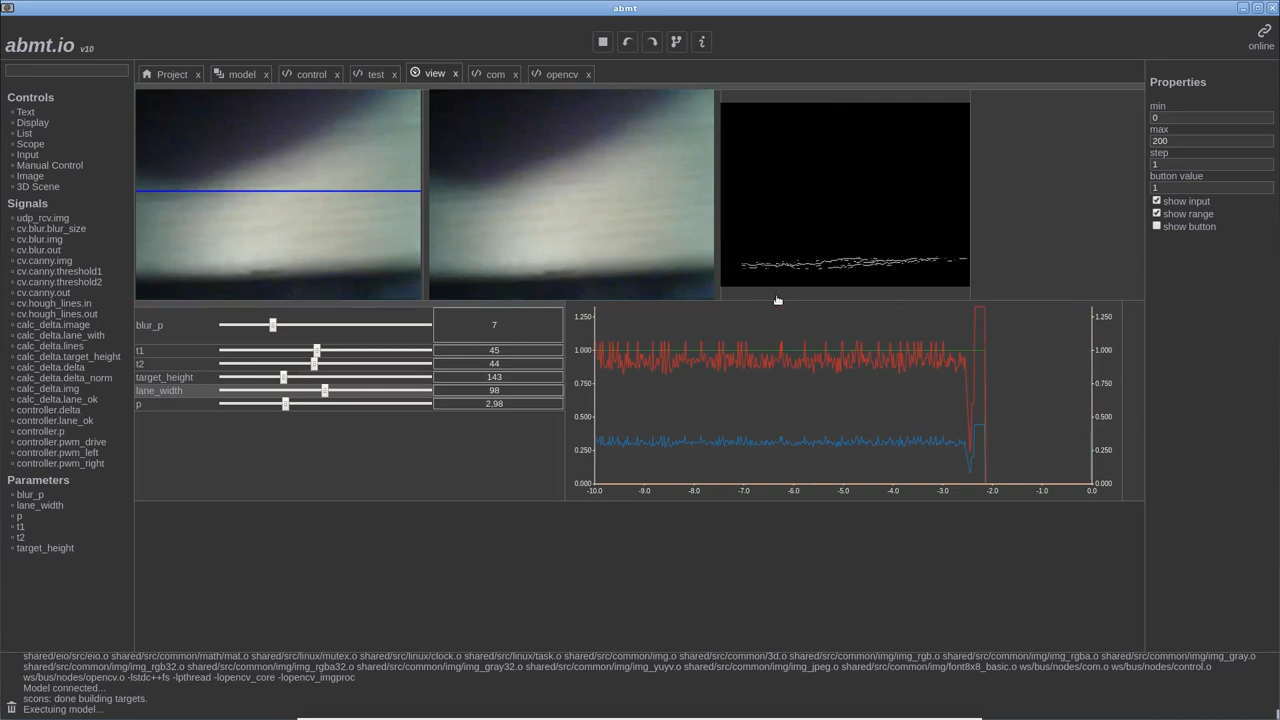 abmt
abmt.io v10
online
Project x
model x
control x
test x
view x
com x
opencv x
Controls
Text
Display
List
Scope
Input
Manual Control
Image
3D Scene
Signals
udp_rcv.img
cv.blur.blur_size
cv.blur.img
cv.blur.out
cv.canny.img
cv.canny.threshold1
cv.canny.threshold2
cv.canny.out
cv.hough_lines.in
cv.hough_lines.out
calc_delta.image
calc_delta.lane_with
calc_delta.lines
calc_delta.target_height
calc_delta.delta
calc_delta.delta_norm
calc_delta.img
calc_delta.lane_ok
controller.delta
controller.lane_ok
controller.p
controller.pwm_drive
controller.pwm_left
controller.pwm_right
Parameters
blur_p
lane_width
p
t1
t2
target_height
blur_p 7
t1 45
t2 44
target_height 143
lane_width 98
p 2,98
1.250 1.250
1.000 1.000
0.750 0.750
0.500 0.500
0.250 0.250
0.000 0.000
-10.0 -9.0 -8.0 -7.0 -6.0 -5.0 -4.0 -3.0 -2.0 -1.0 0.0
Properties
min
0
max
200
step
1
button value
1
show input
show range
show button
shared/eio/src/eio.o shared/src/common/math/mat.o shared/src/linux/mutex.o shared/src/linux/clock.o shared/src/linux/task.o shared/src/common/img.o shared/src/common/3d.o shared/src/common/img/img_rgb.o shared/src/common/img/img_rgba.o shared/src/common/img/img_gray.o
shared/src/common/img/img_rgb32.o shared/src/common/img/img_rgba32.o shared/src/common/img/img_gray32.o shared/src/common/img/img_yuyv.o shared/src/common/img/img_jpeg.o shared/src/common/img/font8x8_basic.o ws/bus/nodes/com.o ws/bus/nodes/control.o
ws/bus/nodes/opencv.o -lstdc++fs -lpthread -lopencv_core -lopencv_imgproc
Model connected...
scons: done building targets.
Exectuing model...